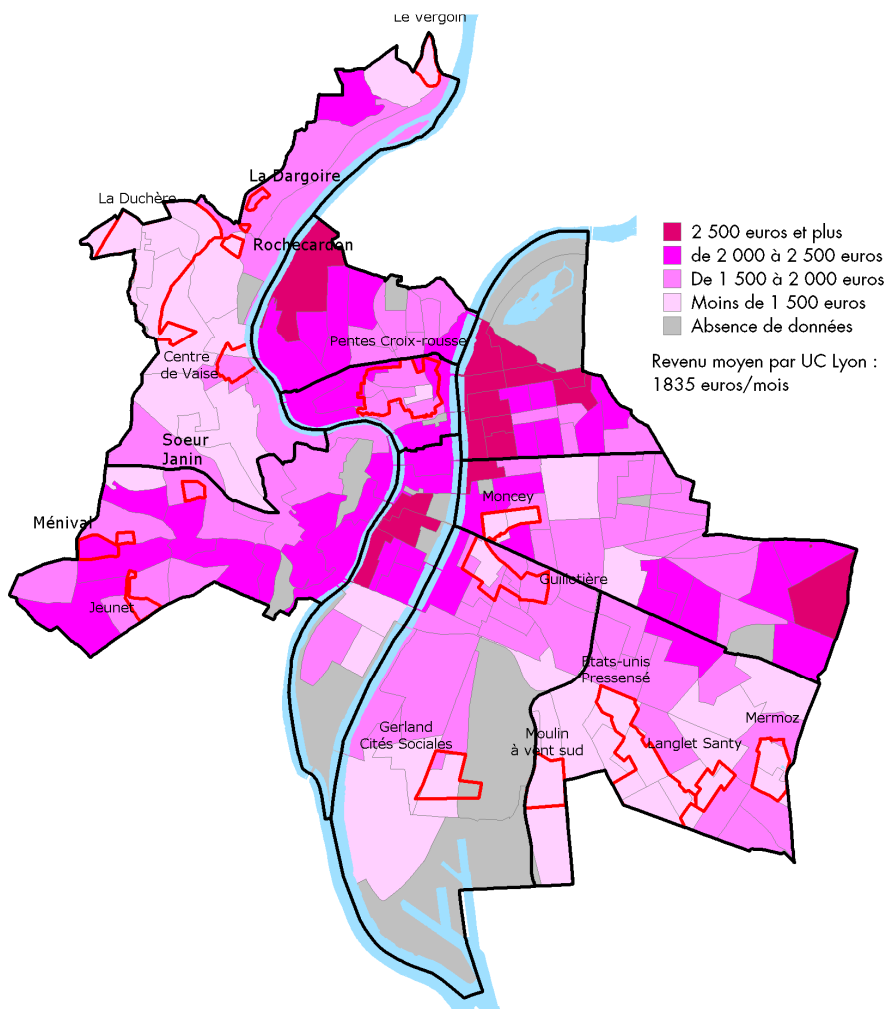 Le Vergoin
La Dargoire
La Duchère
Rochecardon
2 500 euros et plus
de 2 000 à 2 500 euros
De 1 500 à 2 000 euros
Moins de 1 500 euros
Absence de données
Revenu moyen par UC Lyon :
1835 euros/mois
Pentes Croix-rousse
Centre
de Vaise
Soeur
Janin
Moncey
Ménival
Guillotière
Jeunet
Etats-unis
Pressensé
Mermoz
Gerland
Cités Sociales
Moulin
à vent sud
Langlet Santy